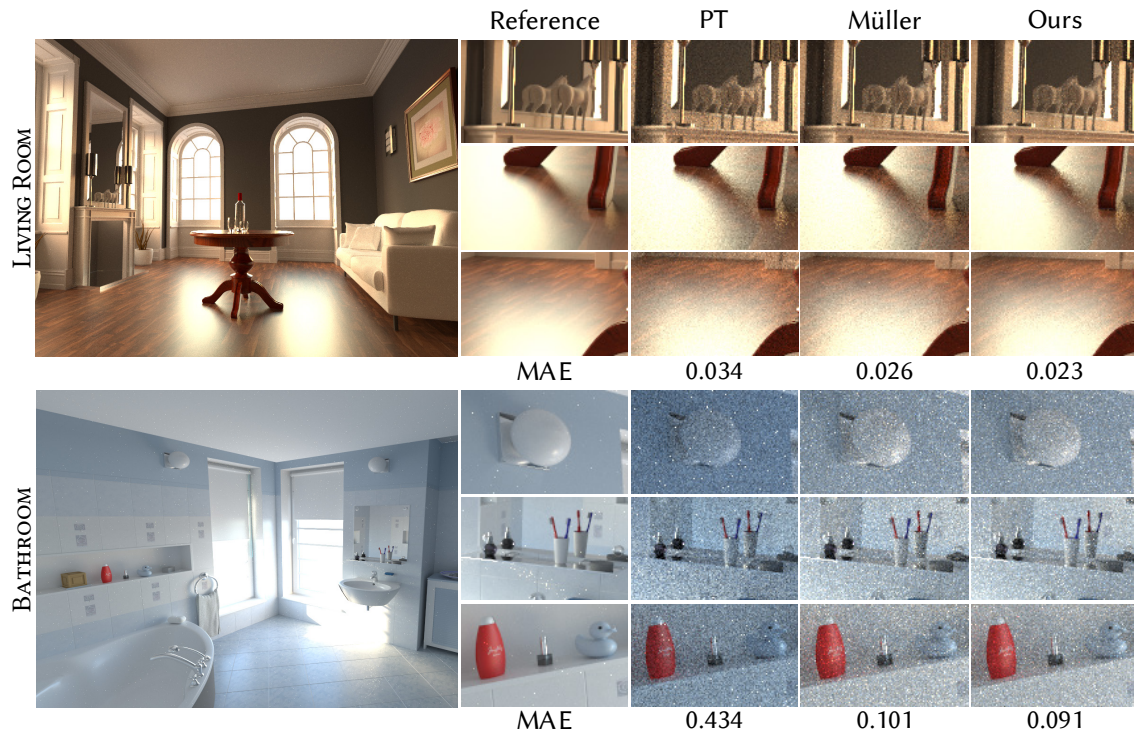 Reference PT Müller Ours
LIVING ROOM
MAE 0.034 0.026 0.023
BATHROOM
MAE 0.434 0.101 0.091